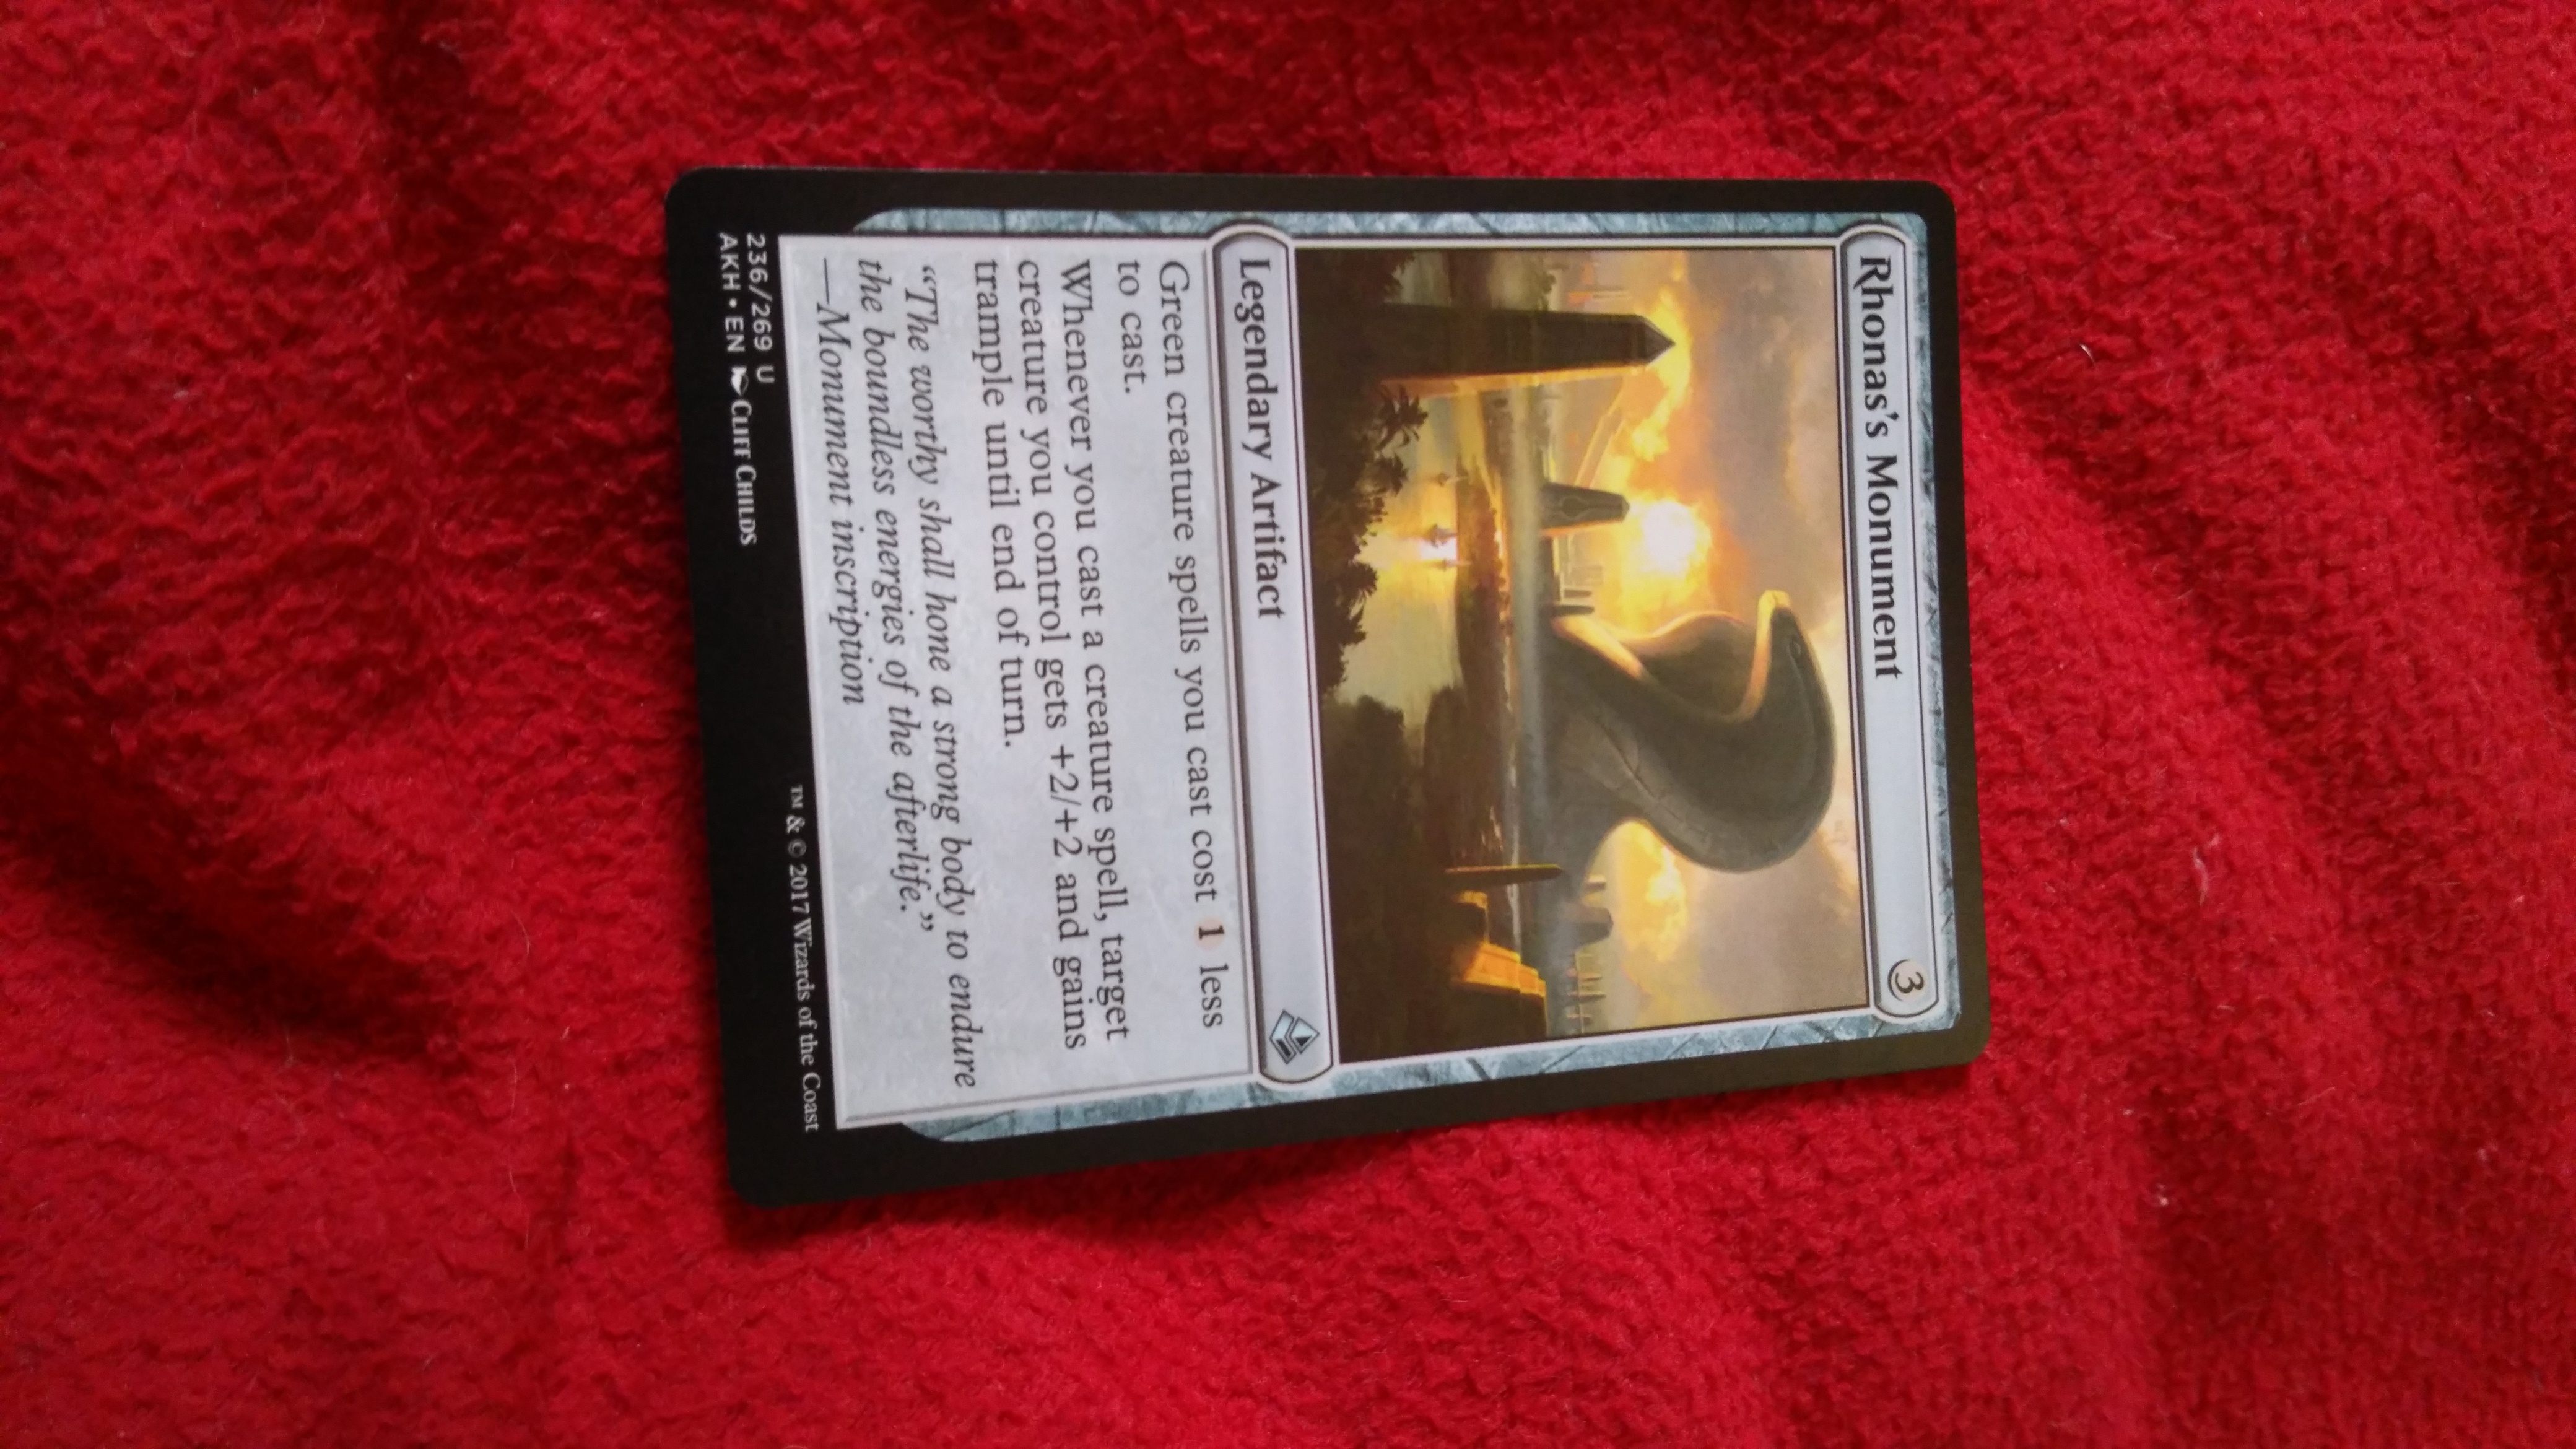 Rhonas's Monument 3
Legendary Artifact
Green creature spells you cast cost 1 less
to cast.
Whenever you cast a creature spell, target
creature you control gets +2/+2 and gains
trample until end of turn.
“The worthy shall hone a strong body to endure
the boundless energies of the afterlife.”
—Monument inscription
236/269 U
AKH • EN CLIFF CHILDS
™ & © 2017 Wizards of the Coast